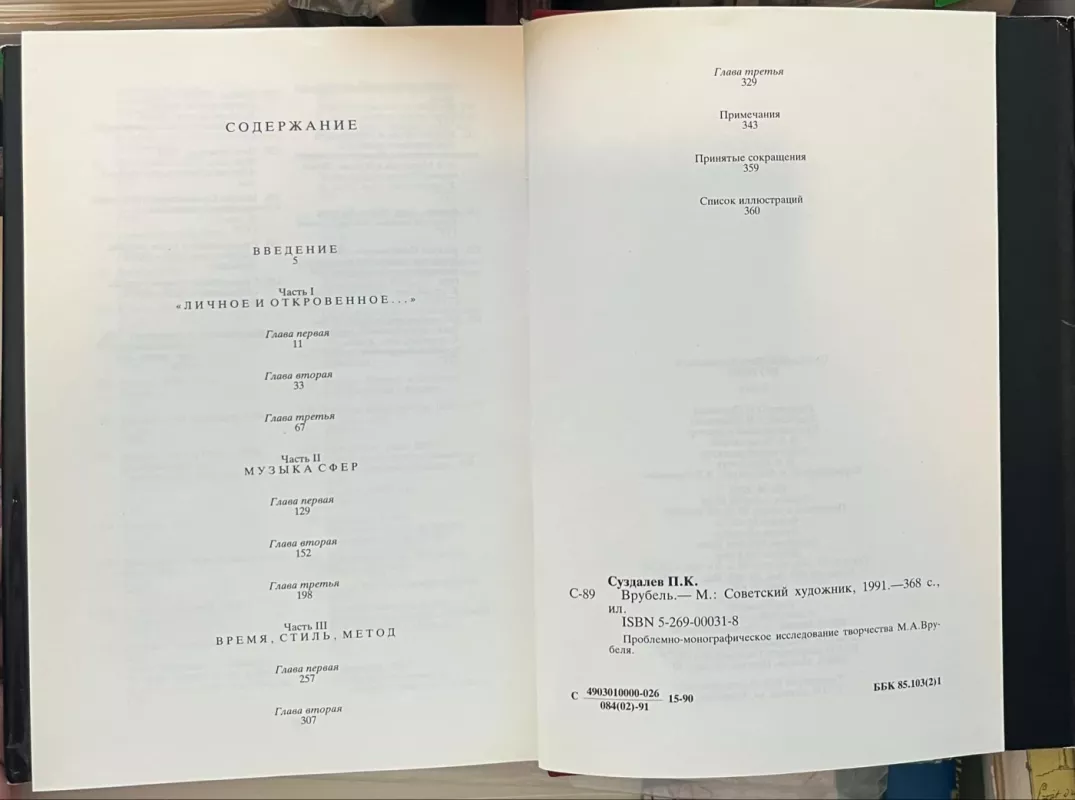 СОДЕРЖАНИЕ
ВВЕДЕНИЕ
5
Часть I
«ЛИЧНОЕ И ОТКРОВЕННОЕ...»
Глава первая
11
Глава вторая
33
Глава третья
67
Часть II
МУЗЫКА СФЕР
Глава первая
129
Глава вторая
152
Глава третья
198
Часть III
ВРЕМЯ, СТИЛЬ, МЕТОД
Глава первая
257
Глава вторая
307
Глава третья
329
Примечания
343
Принятые сокращения
359
Список иллюстраций
360
Суздалев П.К.
С-89 Врубель.— М.: Советский художник, 1991.—368 с.,
ил.
ISBN 5-269-00031-8
Проблемно-монографическое исследование творчества М.А.Вру-
беля.
С 4903010000-026 15-90
084(02)-91
ББК 85.103(2)1